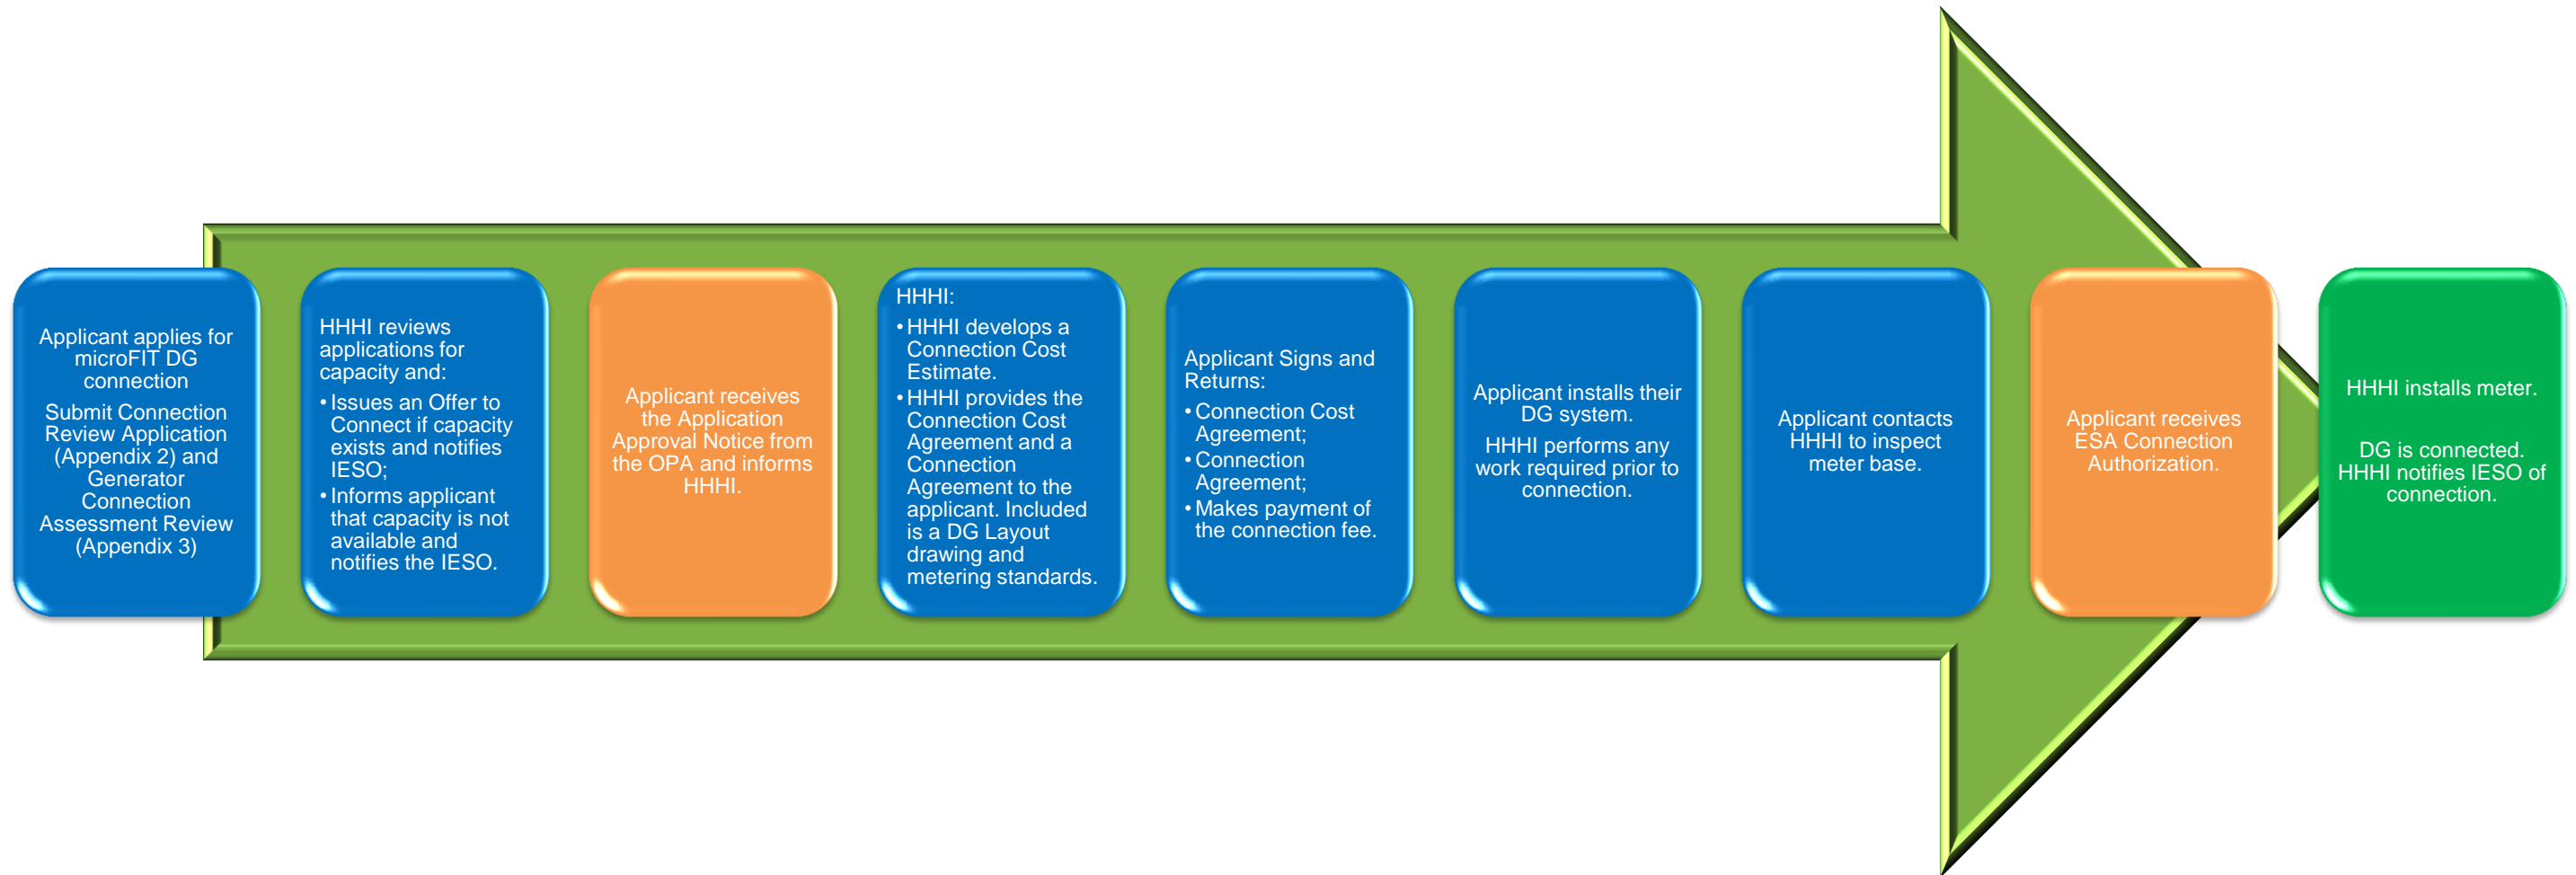 Applicant applies for
microFIT DG
connection
Submit Connection
Review Application
(Appendix 2) and
Generator
Connection
Assessment Review
(Appendix 3)
HHHI reviews
applications for
capacity and:
• Issues an Offer to
Connect if capacity
exists and notifies
IESO;
• Informs applicant
that capacity is not
available and
notifies the IESO.
Applicant receives
the Application
Approval Notice from
the OPA and informs
HHHI.
HHHI:
• HHHI develops a
Connection Cost
Estimate.
• HHHI provides the
Connection Cost
Agreement and a
Connection
Agreement to the
applicant. Included
is a DG Layout
drawing and
metering standards.
Applicant Signs and
Returns:
• Connection Cost
Agreement;
• Connection
Agreement;
• Makes payment of
the connection fee.
Applicant installs their
DG system.
HHHI performs any
work required prior to
connection.
Applicant contacts
HHHI to inspect
meter base.
Applicant receives
ESA Connection
Authorization.
HHHI installs meter.
DG is connected.
HHHI notifies IESO of
connection.